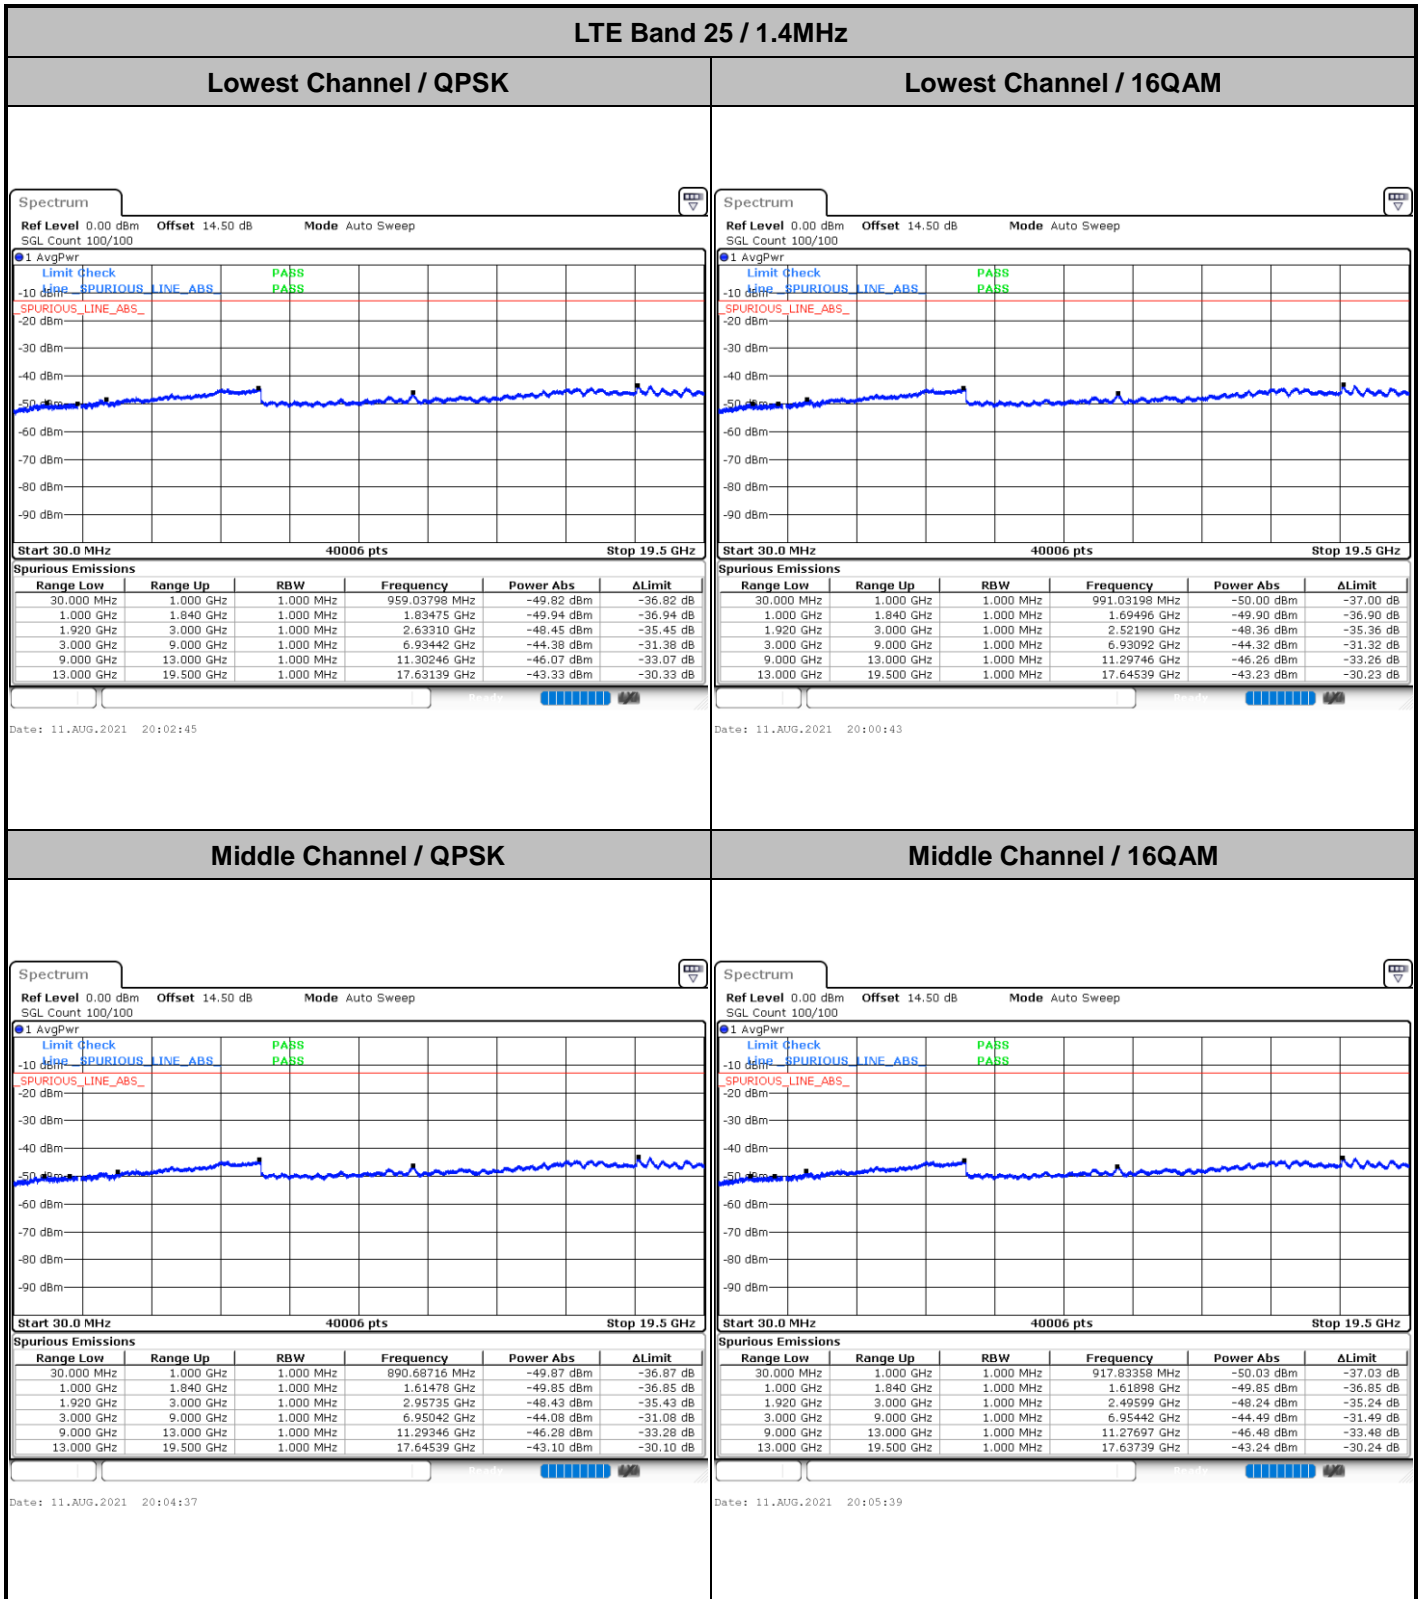 LTE Band 25 / 1.4MHz
Lowest Channel / QPSK
Lowest Channel / 16QAM
Spectrum
Ref Level 0.00 dBm Offset 14.50 dB Mode Auto Sweep
SGL Count 100/100
1 AvgPwr
Limit Check PASS
Line _SPURIOUS_LINE_ABS_ PASS
-10 dBm
_SPURIOUS_LINE_ABS_
-20 dBm
-30 dBm
-40 dBm
-50 dBm
-60 dBm
-70 dBm
-80 dBm
-90 dBm
Start 30.0 MHz 40006 pts Stop 19.5 GHz
Spurious Emissions
Range Low Range Up RBW Frequency Power Abs ΔLimit
30.000 MHz 1.000 GHz 1.000 MHz 959.03798 MHz -49.82 dBm -36.82 dB
1.000 GHz 1.840 GHz 1.000 MHz 1.83475 GHz -49.94 dBm -36.94 dB
1.920 GHz 3.000 GHz 1.000 MHz 2.63310 GHz -48.45 dBm -35.45 dB
3.000 GHz 9.000 GHz 1.000 MHz 6.93442 GHz -44.38 dBm -31.38 dB
9.000 GHz 13.000 GHz 1.000 MHz 11.30246 GHz -46.07 dBm -33.07 dB
13.000 GHz 19.500 GHz 1.000 MHz 17.63139 GHz -43.33 dBm -30.33 dB
Date: 11.AUG.2021 20:02:45
Spectrum
Ref Level 0.00 dBm Offset 14.50 dB Mode Auto Sweep
SGL Count 100/100
1 AvgPwr
Limit Check PASS
Line _SPURIOUS_LINE_ABS_ PASS
-10 dBm
_SPURIOUS_LINE_ABS_
-20 dBm
-30 dBm
-40 dBm
-50 dBm
-60 dBm
-70 dBm
-80 dBm
-90 dBm
Start 30.0 MHz 40006 pts Stop 19.5 GHz
Spurious Emissions
Range Low Range Up RBW Frequency Power Abs ΔLimit
30.000 MHz 1.000 GHz 1.000 MHz 991.03198 MHz -50.00 dBm -37.00 dB
1.000 GHz 1.840 GHz 1.000 MHz 1.69496 GHz -49.90 dBm -36.90 dB
1.920 GHz 3.000 GHz 1.000 MHz 2.52190 GHz -48.36 dBm -35.36 dB
3.000 GHz 9.000 GHz 1.000 MHz 6.93092 GHz -44.32 dBm -31.32 dB
9.000 GHz 13.000 GHz 1.000 MHz 11.29746 GHz -46.26 dBm -33.26 dB
13.000 GHz 19.500 GHz 1.000 MHz 17.64539 GHz -43.23 dBm -30.23 dB
Date: 11.AUG.2021 20:00:43
Middle Channel / QPSK
Middle Channel / 16QAM
Spectrum
Ref Level 0.00 dBm Offset 14.50 dB Mode Auto Sweep
SGL Count 100/100
1 AvgPwr
Limit Check PASS
Line _SPURIOUS_LINE_ABS_ PASS
-10 dBm
_SPURIOUS_LINE_ABS_
-20 dBm
-30 dBm
-40 dBm
-50 dBm
-60 dBm
-70 dBm
-80 dBm
-90 dBm
Start 30.0 MHz 40006 pts Stop 19.5 GHz
Spurious Emissions
Range Low Range Up RBW Frequency Power Abs ΔLimit
30.000 MHz 1.000 GHz 1.000 MHz 890.68716 MHz -49.87 dBm -36.87 dB
1.000 GHz 1.840 GHz 1.000 MHz 1.61478 GHz -49.85 dBm -36.85 dB
1.920 GHz 3.000 GHz 1.000 MHz 2.95735 GHz -48.43 dBm -35.43 dB
3.000 GHz 9.000 GHz 1.000 MHz 6.95042 GHz -44.08 dBm -31.08 dB
9.000 GHz 13.000 GHz 1.000 MHz 11.29346 GHz -46.28 dBm -33.28 dB
13.000 GHz 19.500 GHz 1.000 MHz 17.64539 GHz -43.10 dBm -30.10 dB
Date: 11.AUG.2021 20:04:37
Spectrum
Ref Level 0.00 dBm Offset 14.50 dB Mode Auto Sweep
SGL Count 100/100
1 AvgPwr
Limit Check PASS
Line _SPURIOUS_LINE_ABS_ PASS
-10 dBm
_SPURIOUS_LINE_ABS_
-20 dBm
-30 dBm
-40 dBm
-50 dBm
-60 dBm
-70 dBm
-80 dBm
-90 dBm
Start 30.0 MHz 40006 pts Stop 19.5 GHz
Spurious Emissions
Range Low Range Up RBW Frequency Power Abs ΔLimit
30.000 MHz 1.000 GHz 1.000 MHz 917.83358 MHz -50.03 dBm -37.03 dB
1.000 GHz 1.840 GHz 1.000 MHz 1.61898 GHz -49.85 dBm -36.85 dB
1.920 GHz 3.000 GHz 1.000 MHz 2.49599 GHz -48.24 dBm -35.24 dB
3.000 GHz 9.000 GHz 1.000 MHz 6.95442 GHz -44.49 dBm -31.49 dB
9.000 GHz 13.000 GHz 1.000 MHz 11.27697 GHz -46.48 dBm -33.48 dB
13.000 GHz 19.500 GHz 1.000 MHz 17.63739 GHz -43.24 dBm -30.24 dB
Date: 11.AUG.2021 20:05:39